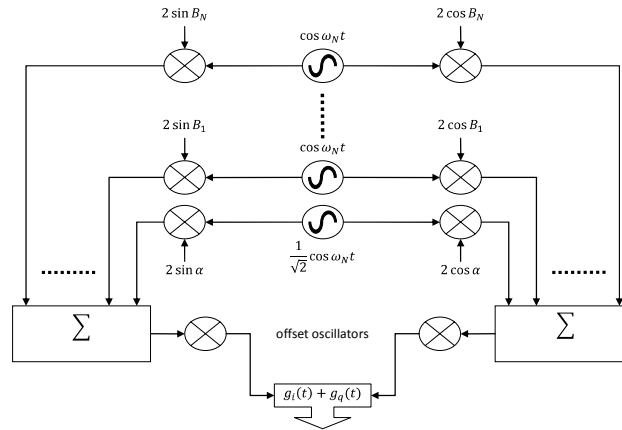 2 sin B_N
cos ω_N t
2 cos B_N
2 sin B_1
cos ω_N t
2 cos B_1
2 sin α
1/√2 cos ω_N t
2 cos α
Σ
offset oscillators
Σ
g_i(t) + g_q(t)